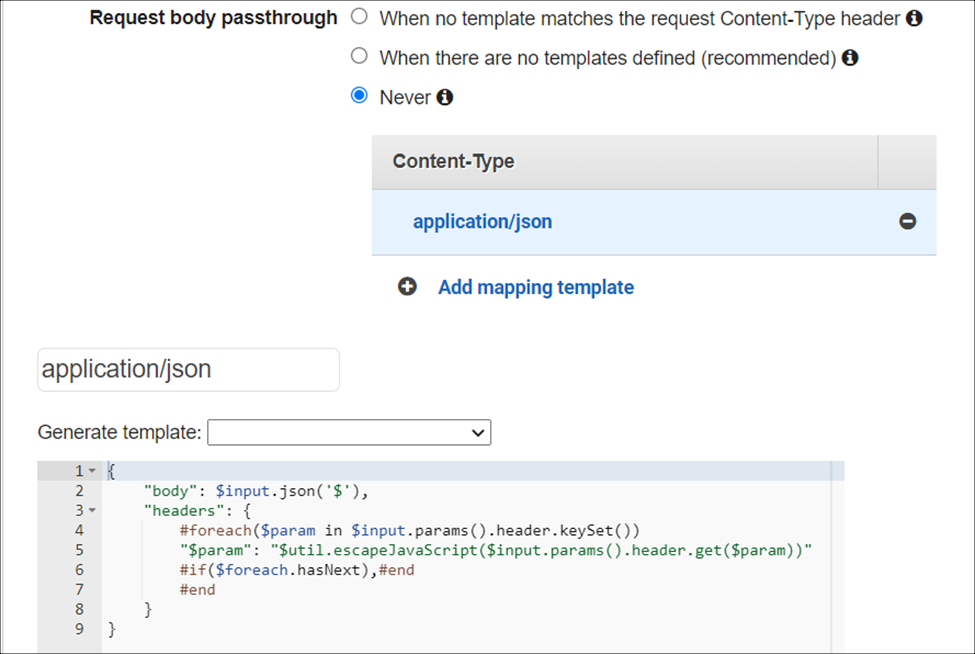 Request body passthrough
When no template matches the request Content-Type header
When there are no templates defined (recommended)
Never
Content-Type
application/json
Add mapping template
application/json
Generate template:
1 {
2 "body": $input.json('$'),
3 "headers": {
4 #foreach($param in $input.params().header.keySet())
5 "$param": "$util.escapeJavaScript($input.params().header.get($param))"
6 #if($foreach.hasNext),#end
7 #end
8 }
9 }